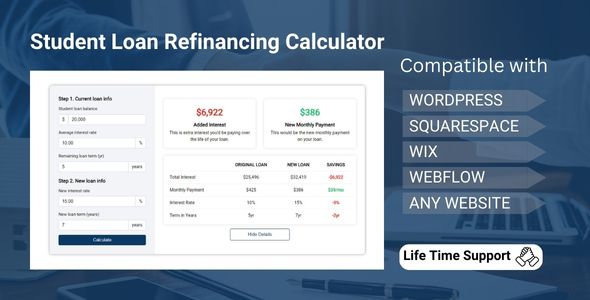 Student Loan Refinancing Calculator
Compatible with
WORDPRESS
SQUARESPACE
WIX
WEBFLOW
ANY WEBSITE
Life Time Support
Step 1. Current loan info
Student loan balance
$ 20,000
Average interest rate
10.00 %
Remaining loan term (yr)
5 years
Step 2. New loan info
New interest rate
15.00 %
New loan term (years)
7 years
Calculate
$6,922
Added Interest
This is extra interest you'd be paying over
the life of your loan.
$386
New Monthly Payment
This would be the new monthly payment
on your loan.
ORIGINAL LOAN NEW LOAN SAVINGS
Total Interest $25,496 $32,419 -$6,922
Monthly Payment $425 $386 $39/mo
Interest Rate 10% 15% -5%
Term in Years 5yr 7yr -2yr
Hide Details